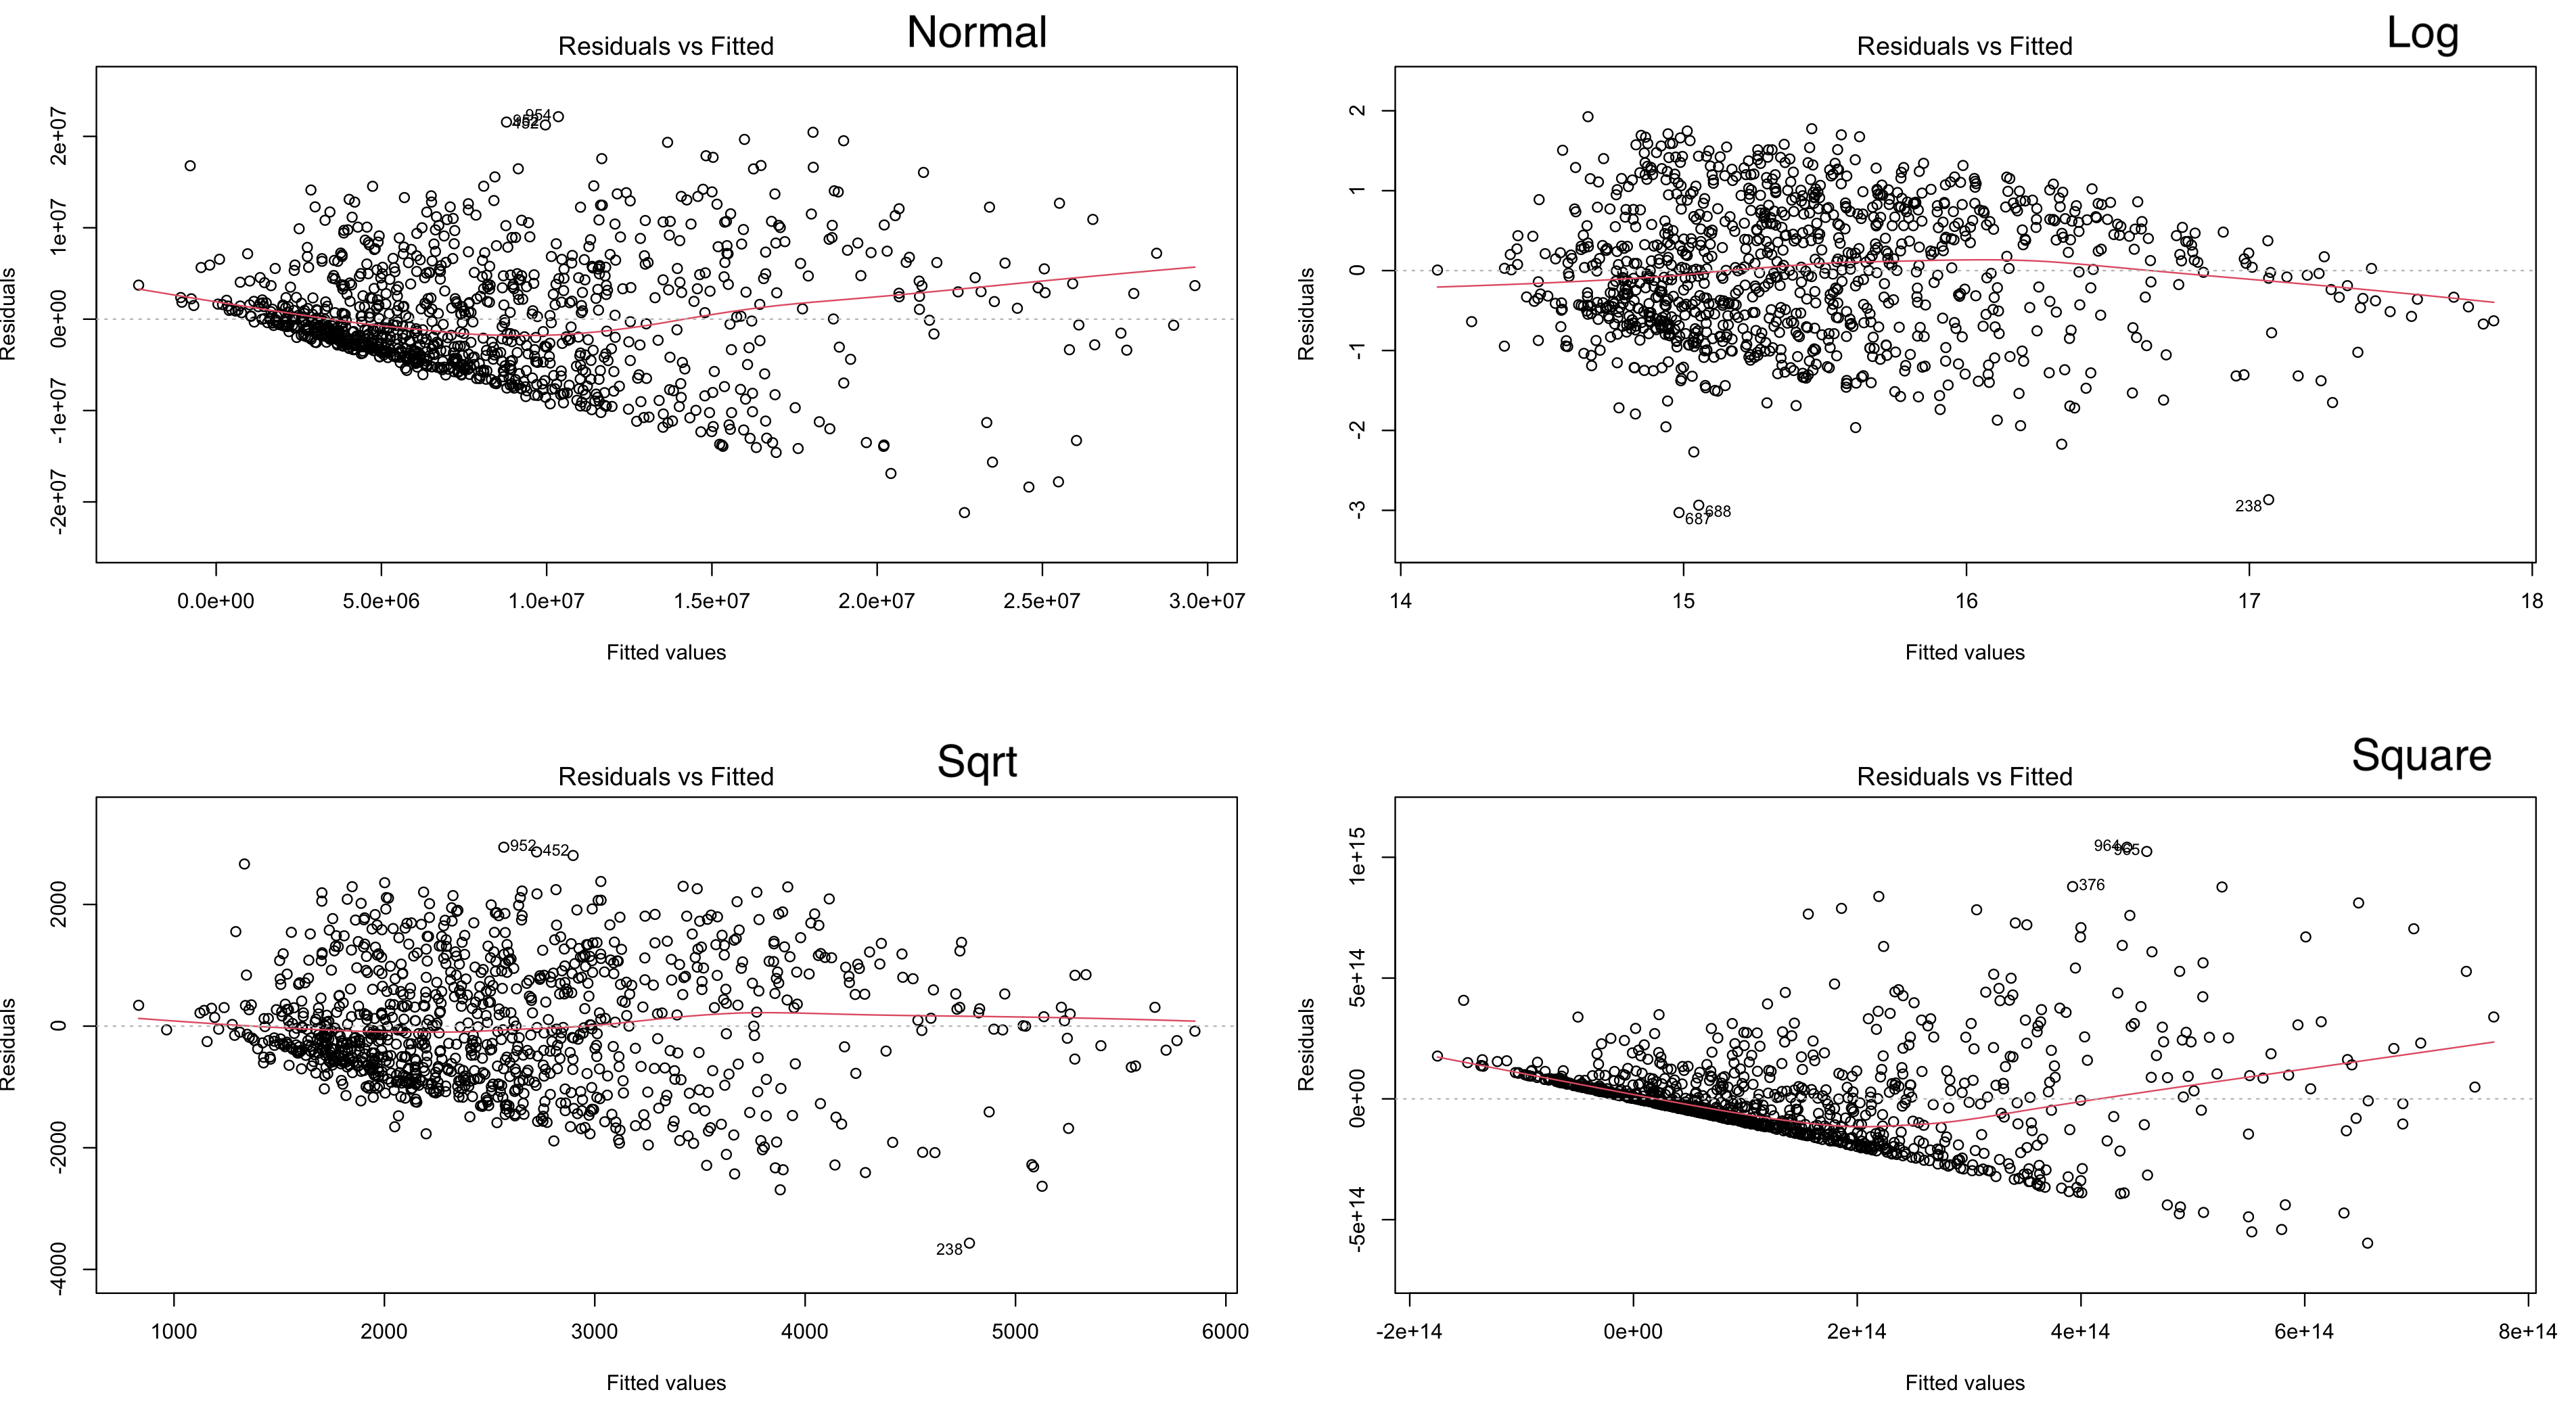 Normal
Residuals vs Fitted
Residuals
2e+07
1e+07
0e+00
-1e+07
-2e+07
954
952
452
0.0e+00 5.0e+06 1.0e+07 1.5e+07 2.0e+07 2.5e+07 3.0e+07
Fitted values
Log
Residuals vs Fitted
Residuals
2
1
0
-1
-2
-3
688
687
238
14 15 16 17 18
Fitted values
Sqrt
Residuals vs Fitted
Residuals
2000
0
-2000
-4000
952 452
238
1000 2000 3000 4000 5000 6000
Fitted values
Square
Residuals vs Fitted
Residuals
1e+15
5e+14
0e+00
-5e+14
964 965
376
-2e+14 0e+00 2e+14 4e+14 6e+14 8e+14
Fitted values